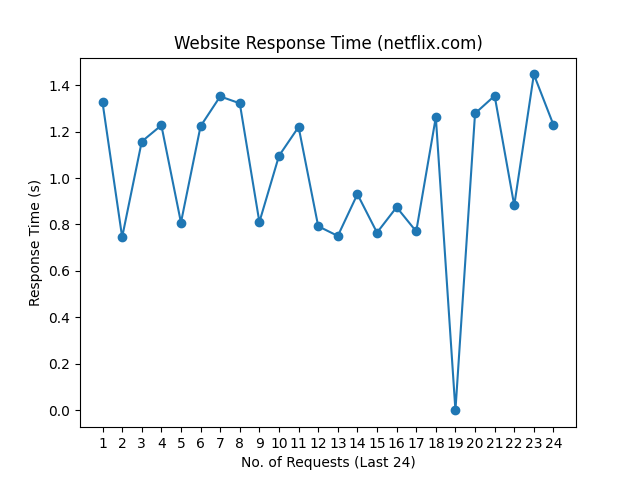 Website Response Time (netflix.com)
1.4
1.2
1.0
0.8
0.6
0.4
0.2
0.0
Response Time (s)
1 2 3 4 5 6 7 8 9 10 11 12 13 14 15 16 17 18 19 20 21 22 23 24
No. of Requests (Last 24)